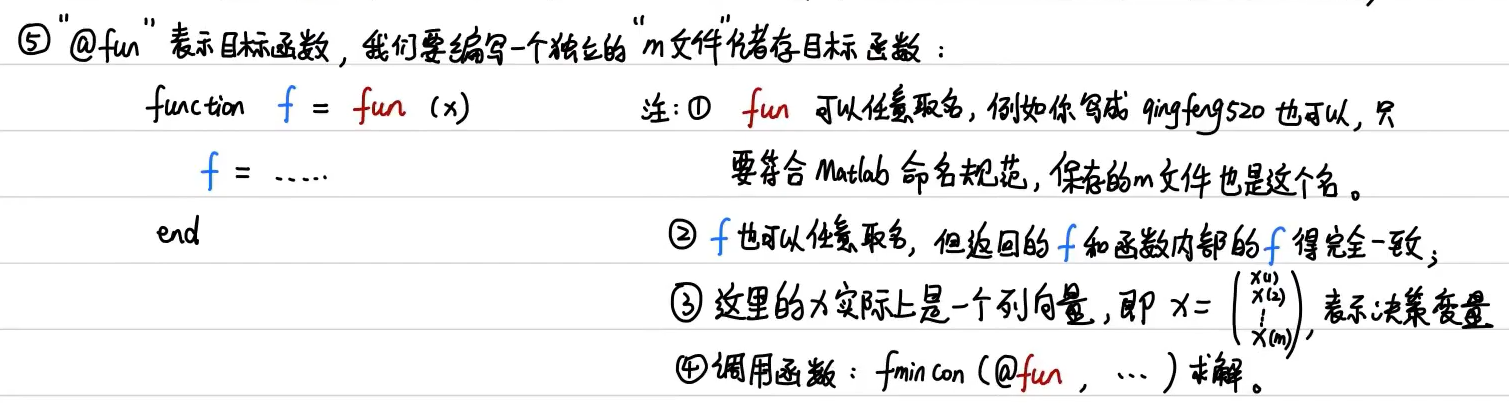 ⑤ "@fun" 表示目标函数, 我们要编写一个独立的 "m文件" 储存目标函数:
function f = fun (x)
f = ......
end
注: ① fun 可以任意取名, 例如你写成 qingfeng520 也可以, 只
要符合 Matlab 命名规范, 保存的m文件也是这个名。
② f 也可以任意取名, 但返回的 f 和函数内部的 f 得完全一致;
③ 这里的 x 实际上是一个列向量, 即 x = (x(1) x(2) ⋮ x(m)), 表示决策变量
④ 调用函数: fmincon (@fun , ... ) 求解。